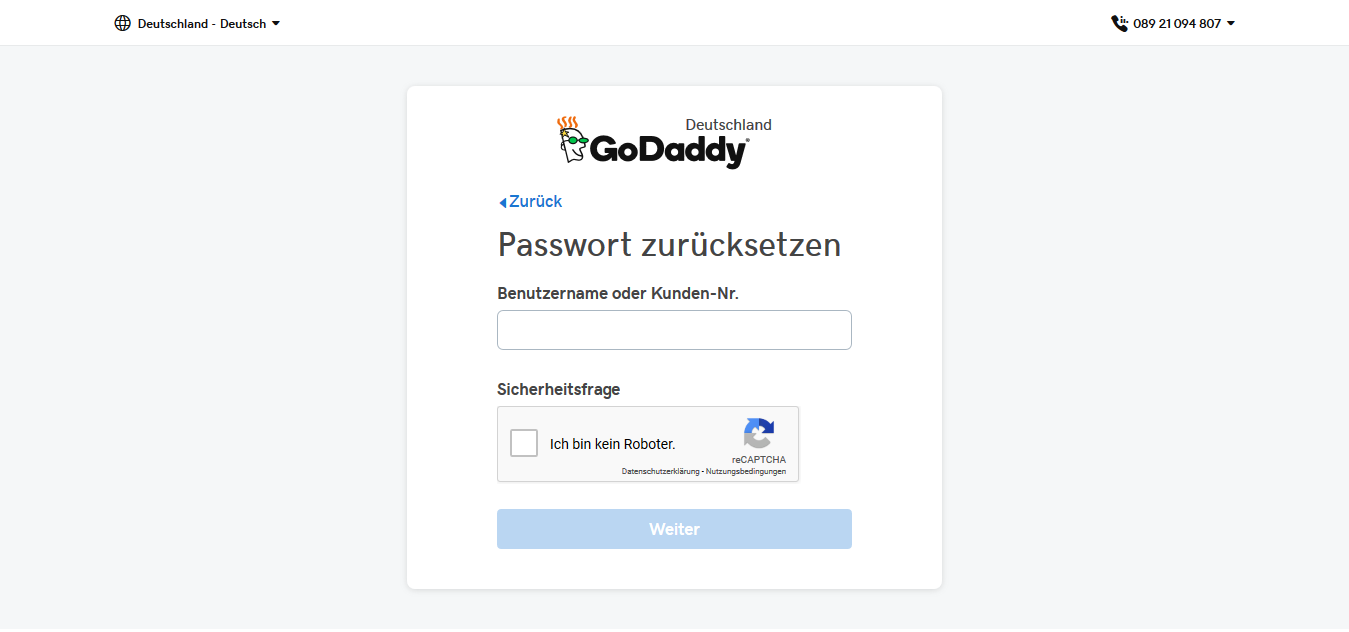 Deutschland - Deutsch
089 21 094 807
Deutschland
GoDaddy
Zurück
Passwort zurücksetzen
Benutzername oder Kunden-Nr.
Sicherheitsfrage
Ich bin kein Roboter.
reCAPTCHA
Datenschutzerklärung - Nutzungsbedingungen
Weiter